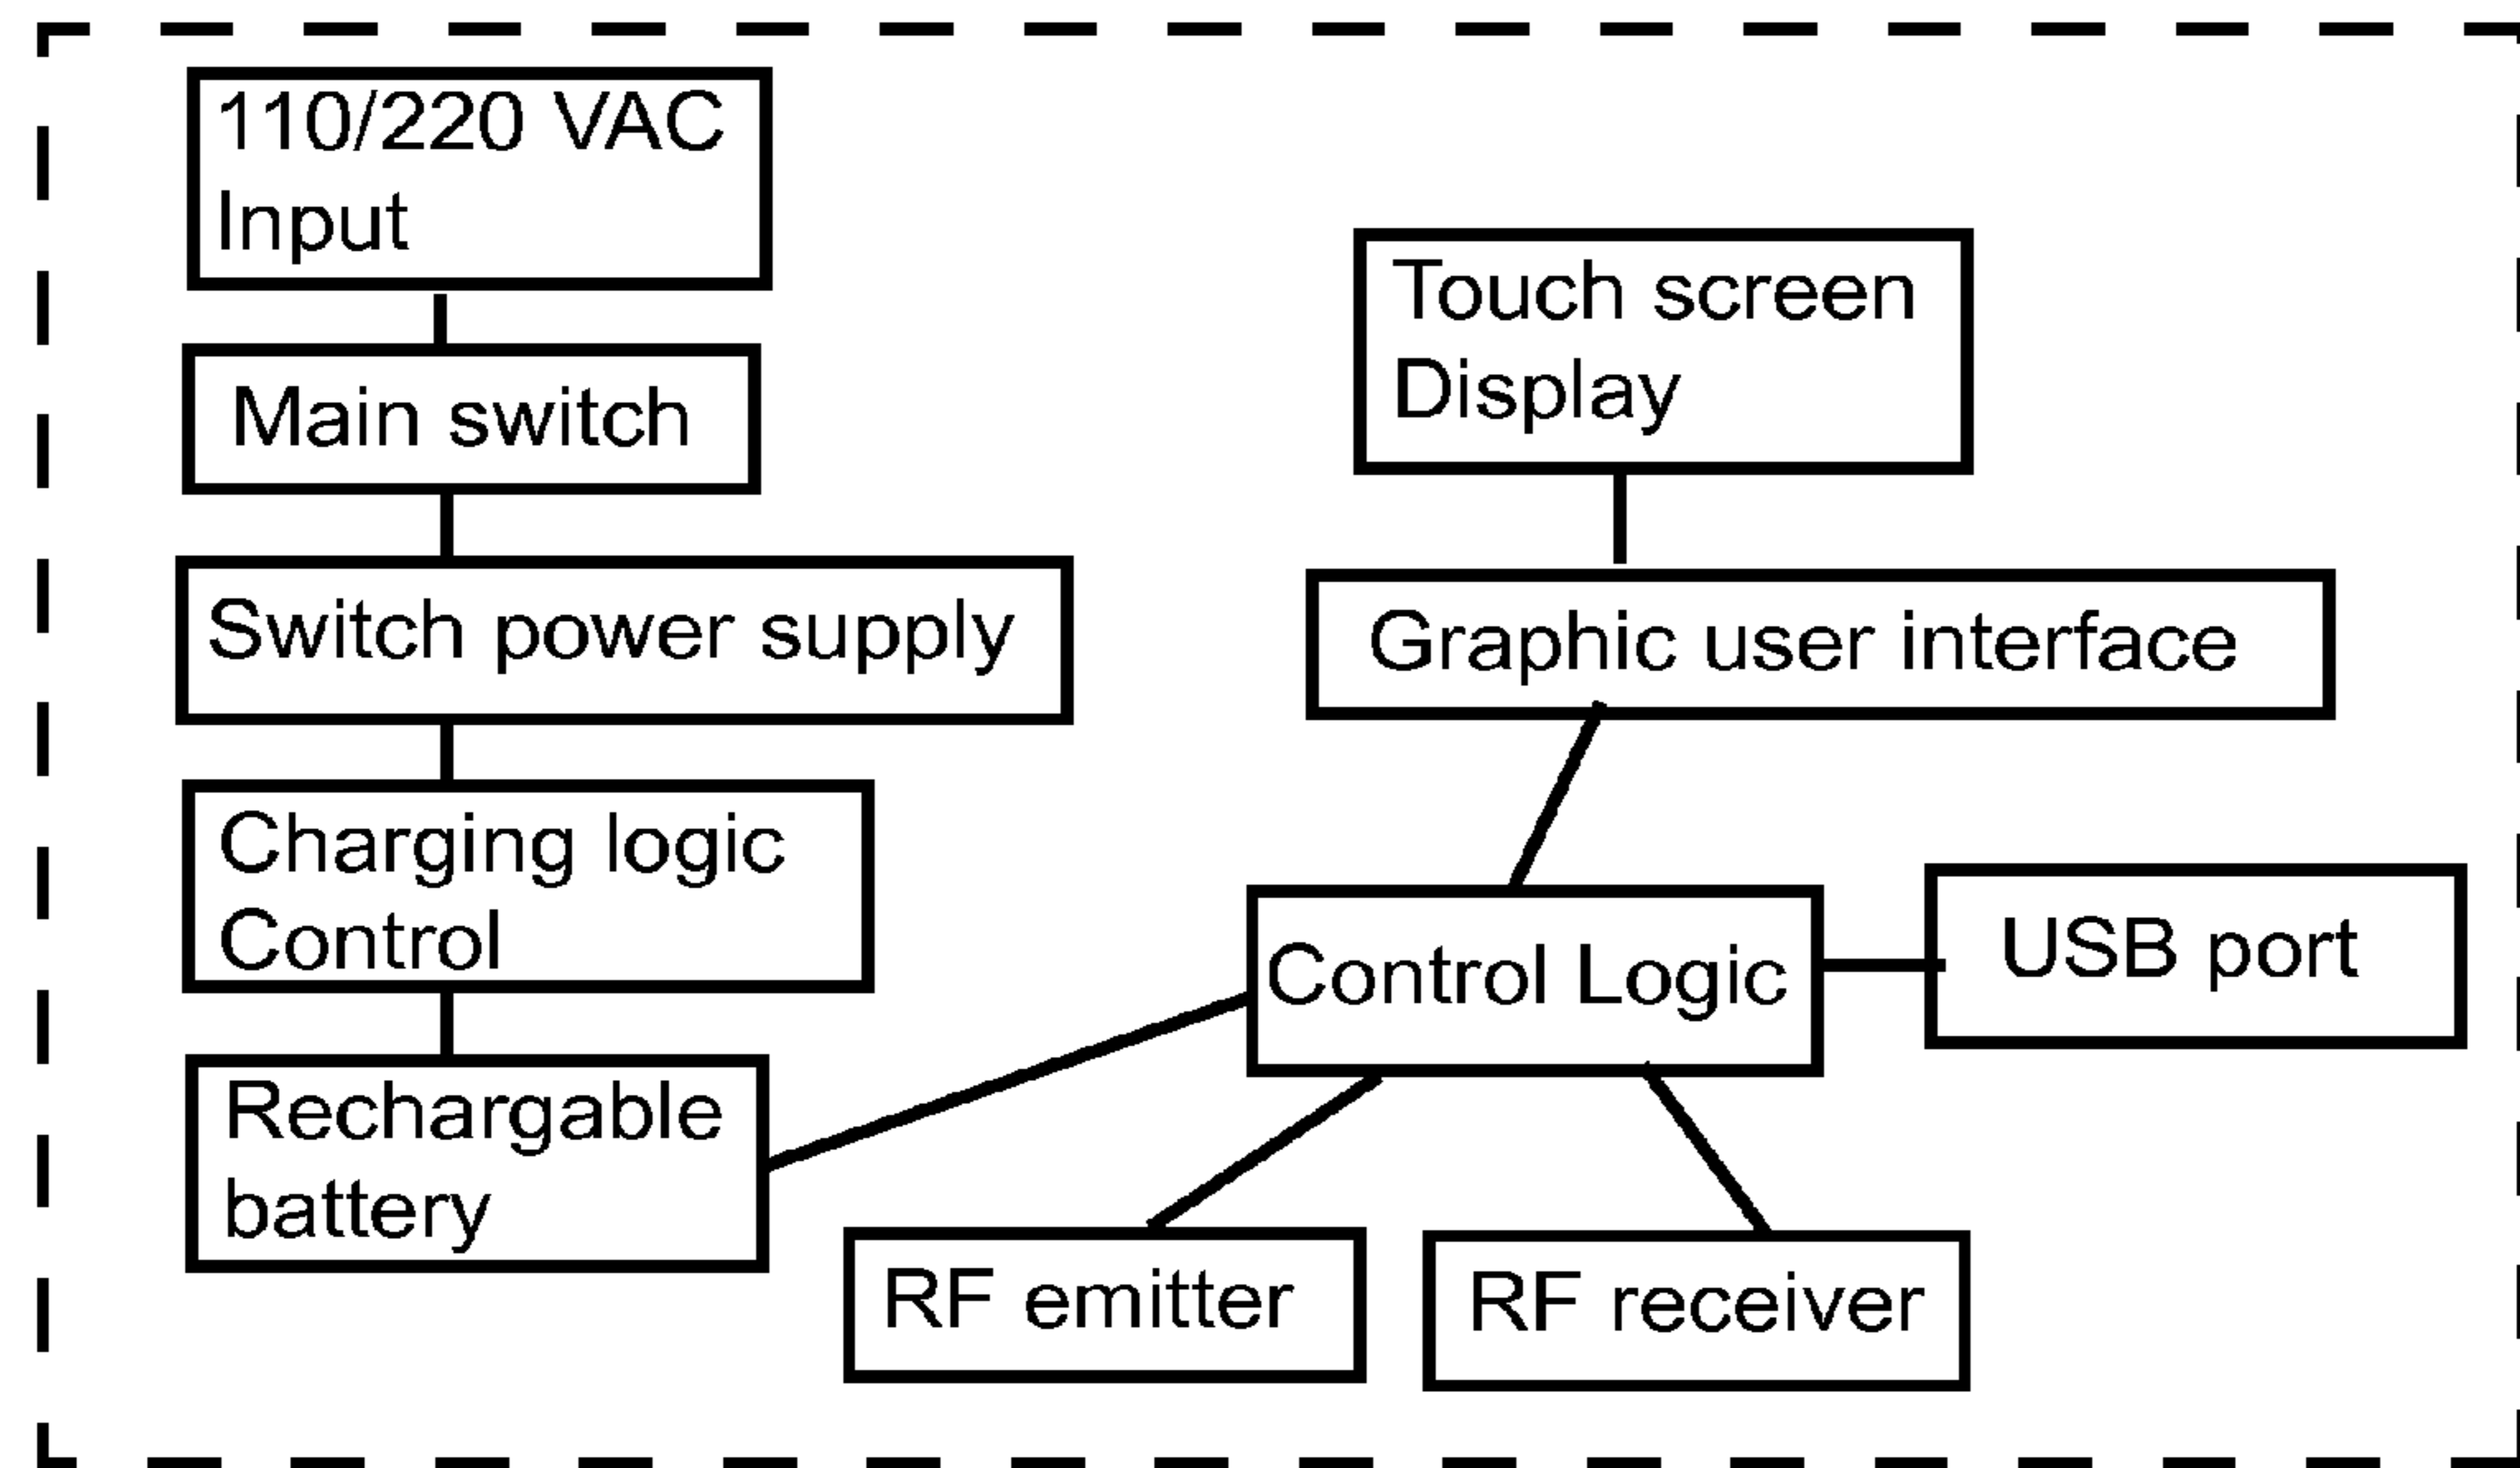 110/220 VAC
Input
Main switch
Switch power supply
Charging logic
Control
Rechargable
battery
Touch screen
Display
Graphic user interface
Control Logic
USB port
RF emitter
RF receiver